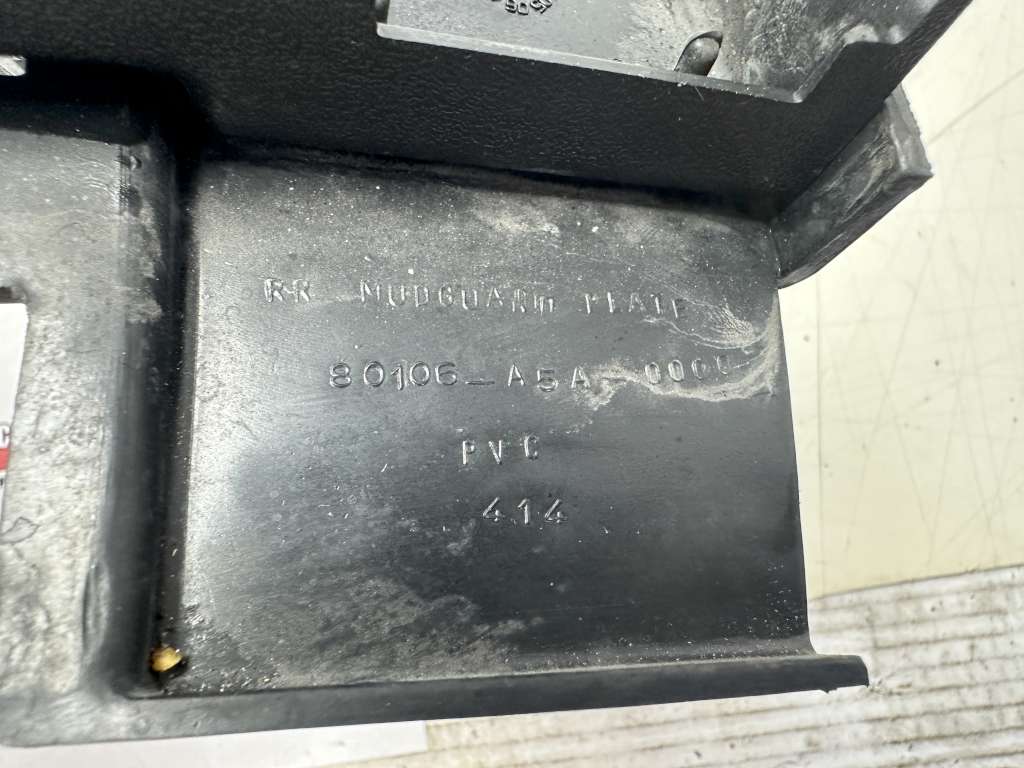 RR MUDGUARD PLATE
80106-A5A-0000
PVC
414